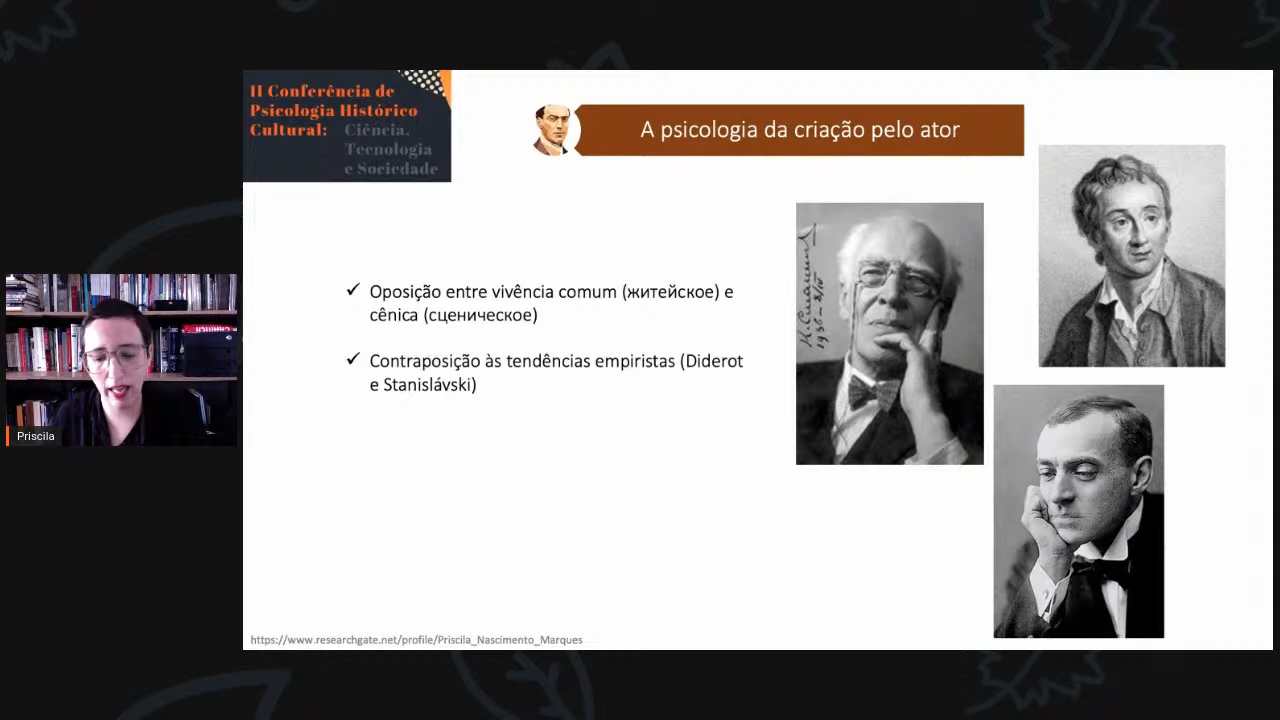 II Conferência de
Psicologia Histórico
Cultural: Ciência,
Tecnologia
e Sociedade
A psicologia da criação pelo ator
✓ Oposição entre vivência comum (житейское) e
cênica (сценическое)
✓ Contraposição às tendências empiristas (Diderot
e Stanislávski)
1936
Priscila
https://www.researchgate.net/profile/Priscila_Nascimento_Marques